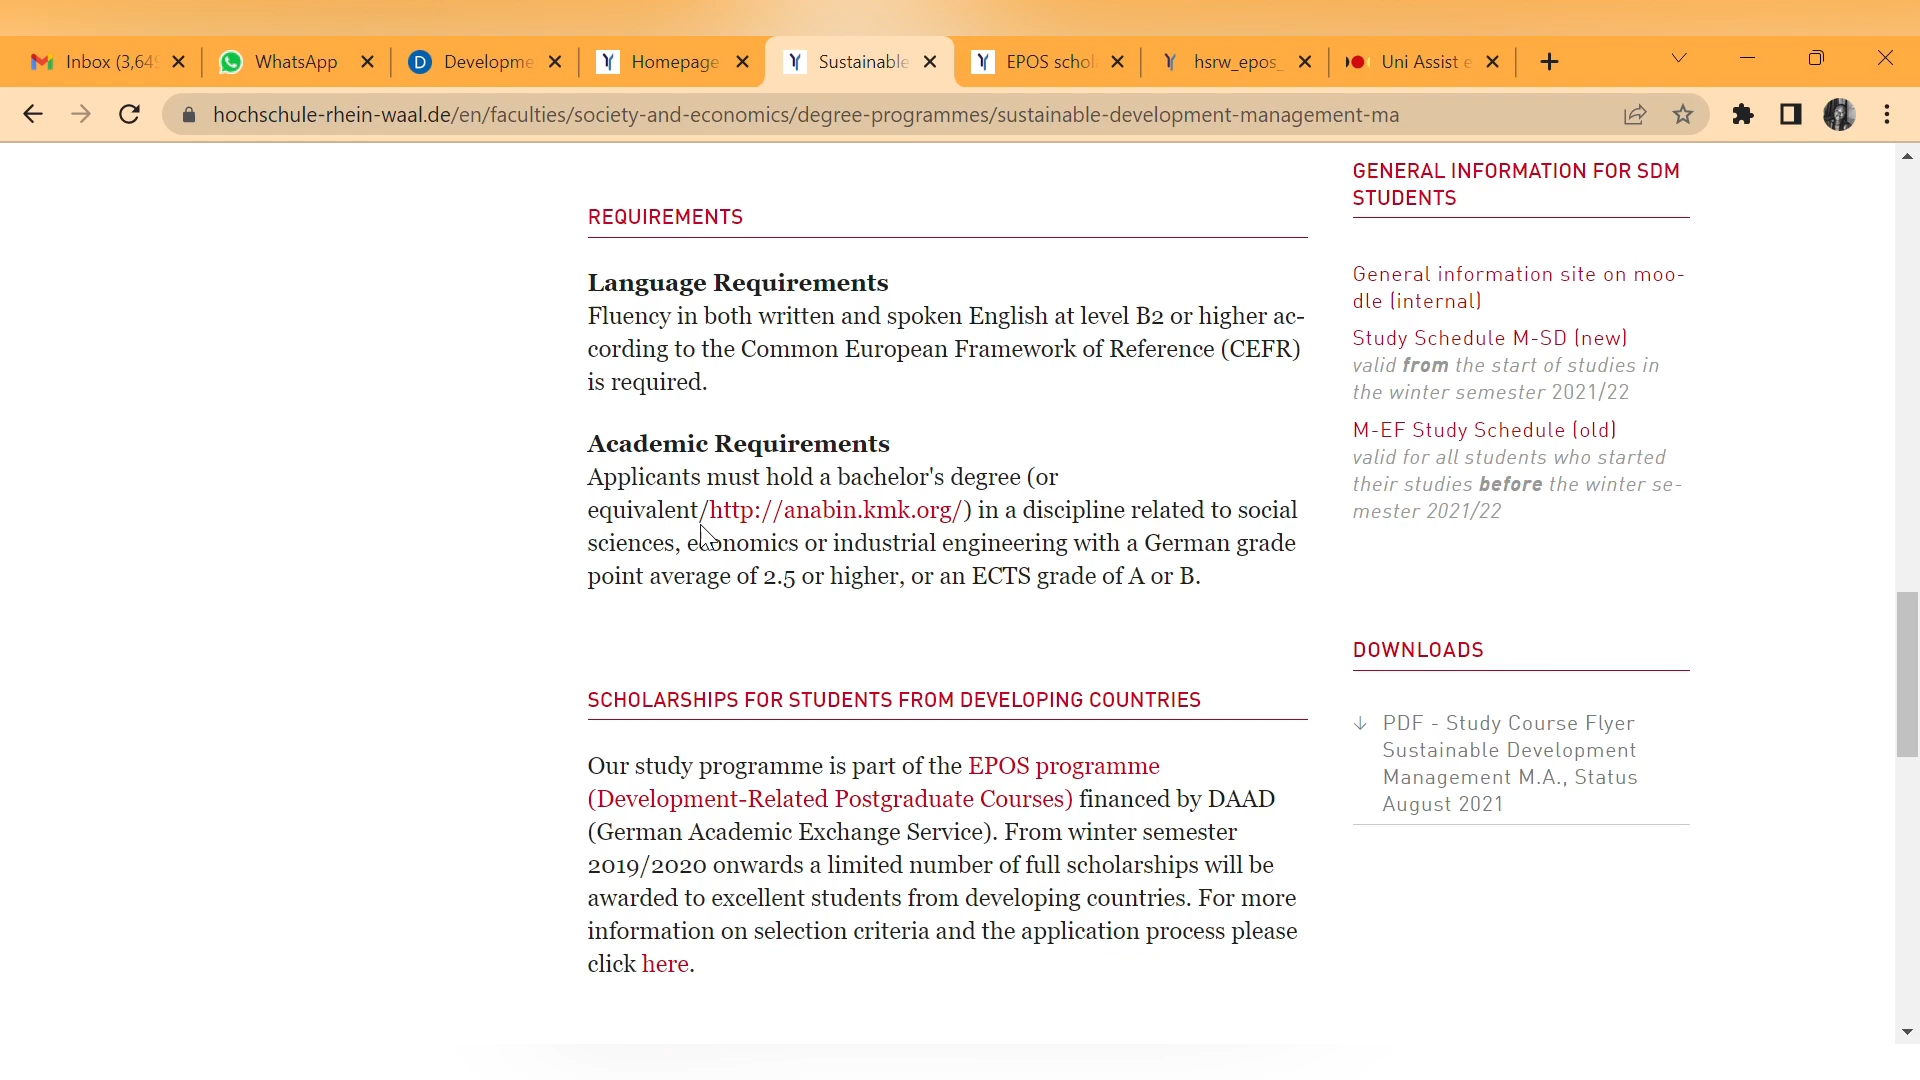 Inbox (3,649
WhatsApp
Developme
Homepage
Sustainable
EPOS schol
hsrw_epos_
Uni Assist e
hochschule-rhein-waal.de/en/faculties/society-and-economics/degree-programmes/sustainable-development-management-ma
REQUIREMENTS
Language Requirements
Fluency in both written and spoken English at level B2 or higher ac-
cording to the Common European Framework of Reference (CEFR)
is required.
Academic Requirements
Applicants must hold a bachelor's degree (or
equivalent/http://anabin.kmk.org/) in a discipline related to social
sciences, economics or industrial engineering with a German grade
point average of 2.5 or higher, or an ECTS grade of A or B.
SCHOLARSHIPS FOR STUDENTS FROM DEVELOPING COUNTRIES
Our study programme is part of the EPOS programme
(Development-Related Postgraduate Courses) financed by DAAD
(German Academic Exchange Service). From winter semester
2019/2020 onwards a limited number of full scholarships will be
awarded to excellent students from developing countries. For more
information on selection criteria and the application process please
click here.
GENERAL INFORMATION FOR SDM
STUDENTS
General information site on moo-
dle (internal)
Study Schedule M-SD (new)
valid from the start of studies in
the winter semester 2021/22
M-EF Study Schedule (old)
valid for all students who started
their studies before the winter se-
mester 2021/22
DOWNLOADS
PDF - Study Course Flyer
Sustainable Development
Management M.A., Status
August 2021